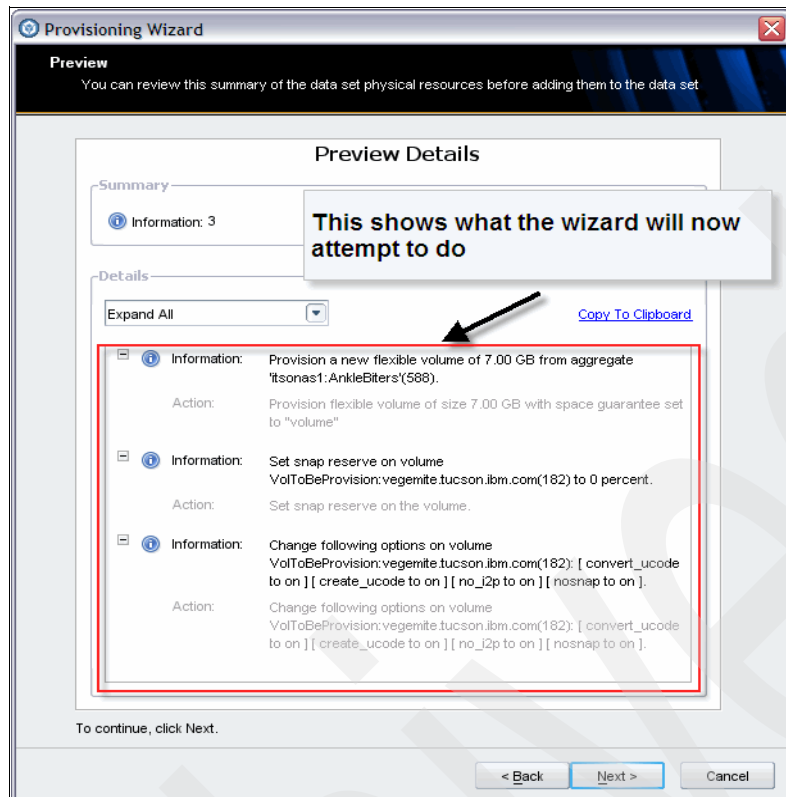 Provisioning Wizard
Preview
You can review this summary of the data set physical resources before adding them to the data set
Preview Details
Summary
Information: 3
This shows what the wizard will now
attempt to do
Details
Expand All
Copy To Clipboard
Information: Provision a new flexible volume of 7.00 GB from aggregate
'itsonas1:AnkleBiters'(588).
Action: Provision flexible volume of size 7.00 GB with space guarantee set
to "volume"
Information: Set snap reserve on volume
VolToBeProvision:vegemite.tucson.ibm.com(182) to 0 percent.
Action: Set snap reserve on the volume.
Information: Change following options on volume
VolToBeProvision:vegemite.tucson.ibm.com(182): [ convert_ucode
to on ] [ create_ucode to on ] [ no_i2p to on ] [ nosnap to on ].
Action: Change following options on volume
VolToBeProvision:vegemite.tucson.ibm.com(182): [ convert_ucode
to on ] [ create_ucode to on ] [ no_i2p to on ] [ nosnap to on ].
To continue, click Next.
< Back
Next >
Cancel